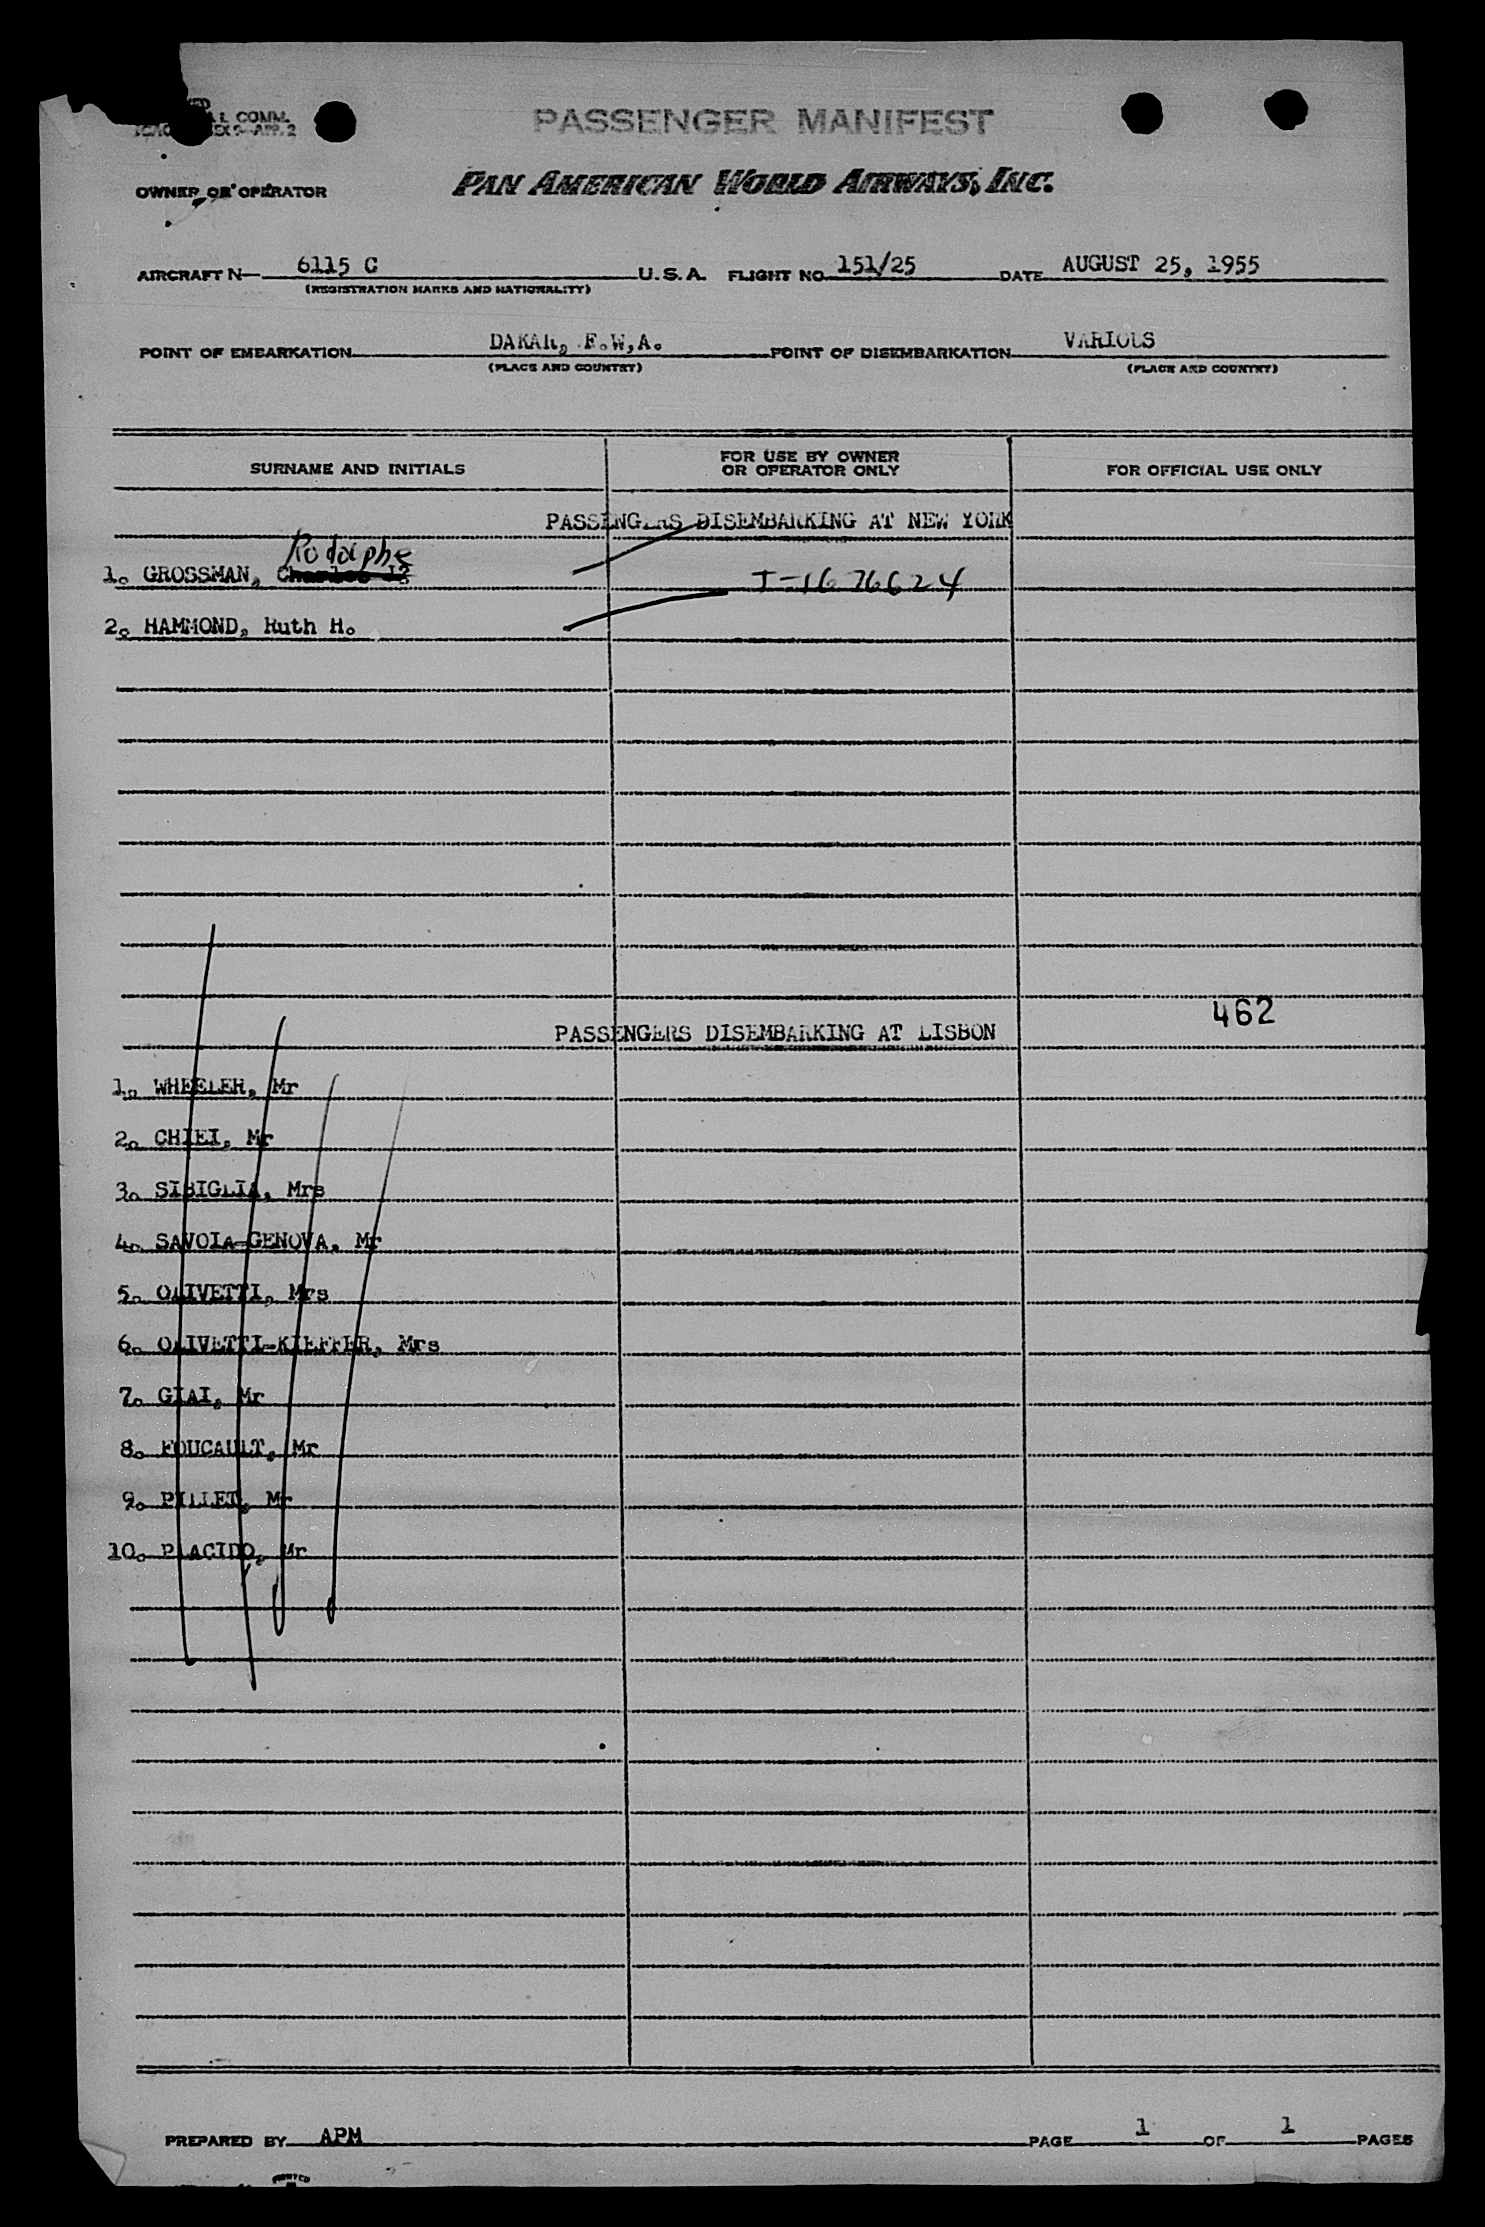 COMM.
APP. 2
PASSENGER MANIFEST
OWNER OR OPERATOR
PAN AMERICAN WORLD AIRWAYS, INC.
AIRCRAFT N— 6115 C U.S.A. FLIGHT NO. 151/25 DATE AUGUST 25, 1955
(REGISTRATION MARKS AND NATIONALITY)
POINT OF EMBARKATION DAKAR, F.W,A. POINT OF DISEMBARKATION VARIOUS
(PLACE AND COUNTRY) (PLACE AND COUNTRY)
SURNAME AND INITIALS FOR USE BY OWNER OR OPERATOR ONLY FOR OFFICIAL USE ONLY
PASSENGERS DISEMBARKING AT NEW YORK
Rodolphe
1. GROSSMAN, Charles J. I-1676624
2. HAMMOND, Ruth H.
462
PASSENGERS DISEMBARKING AT LISBON
1. WHEELER, Mr
2. CHIEI, Mr
3. SIBIGLIA, Mrs
4. SAVOIA-GENOVA, Mr
5. OLIVETTI, Mrs
6. OLIVETTI-KIEFFER, Mrs
7. GIAI, Mr
8. FOUCAULT, Mr
9. PILLET, Mr
10. PLACIDO, Mr
PREPARED BY APM PAGE 1 OF 1 PAGES